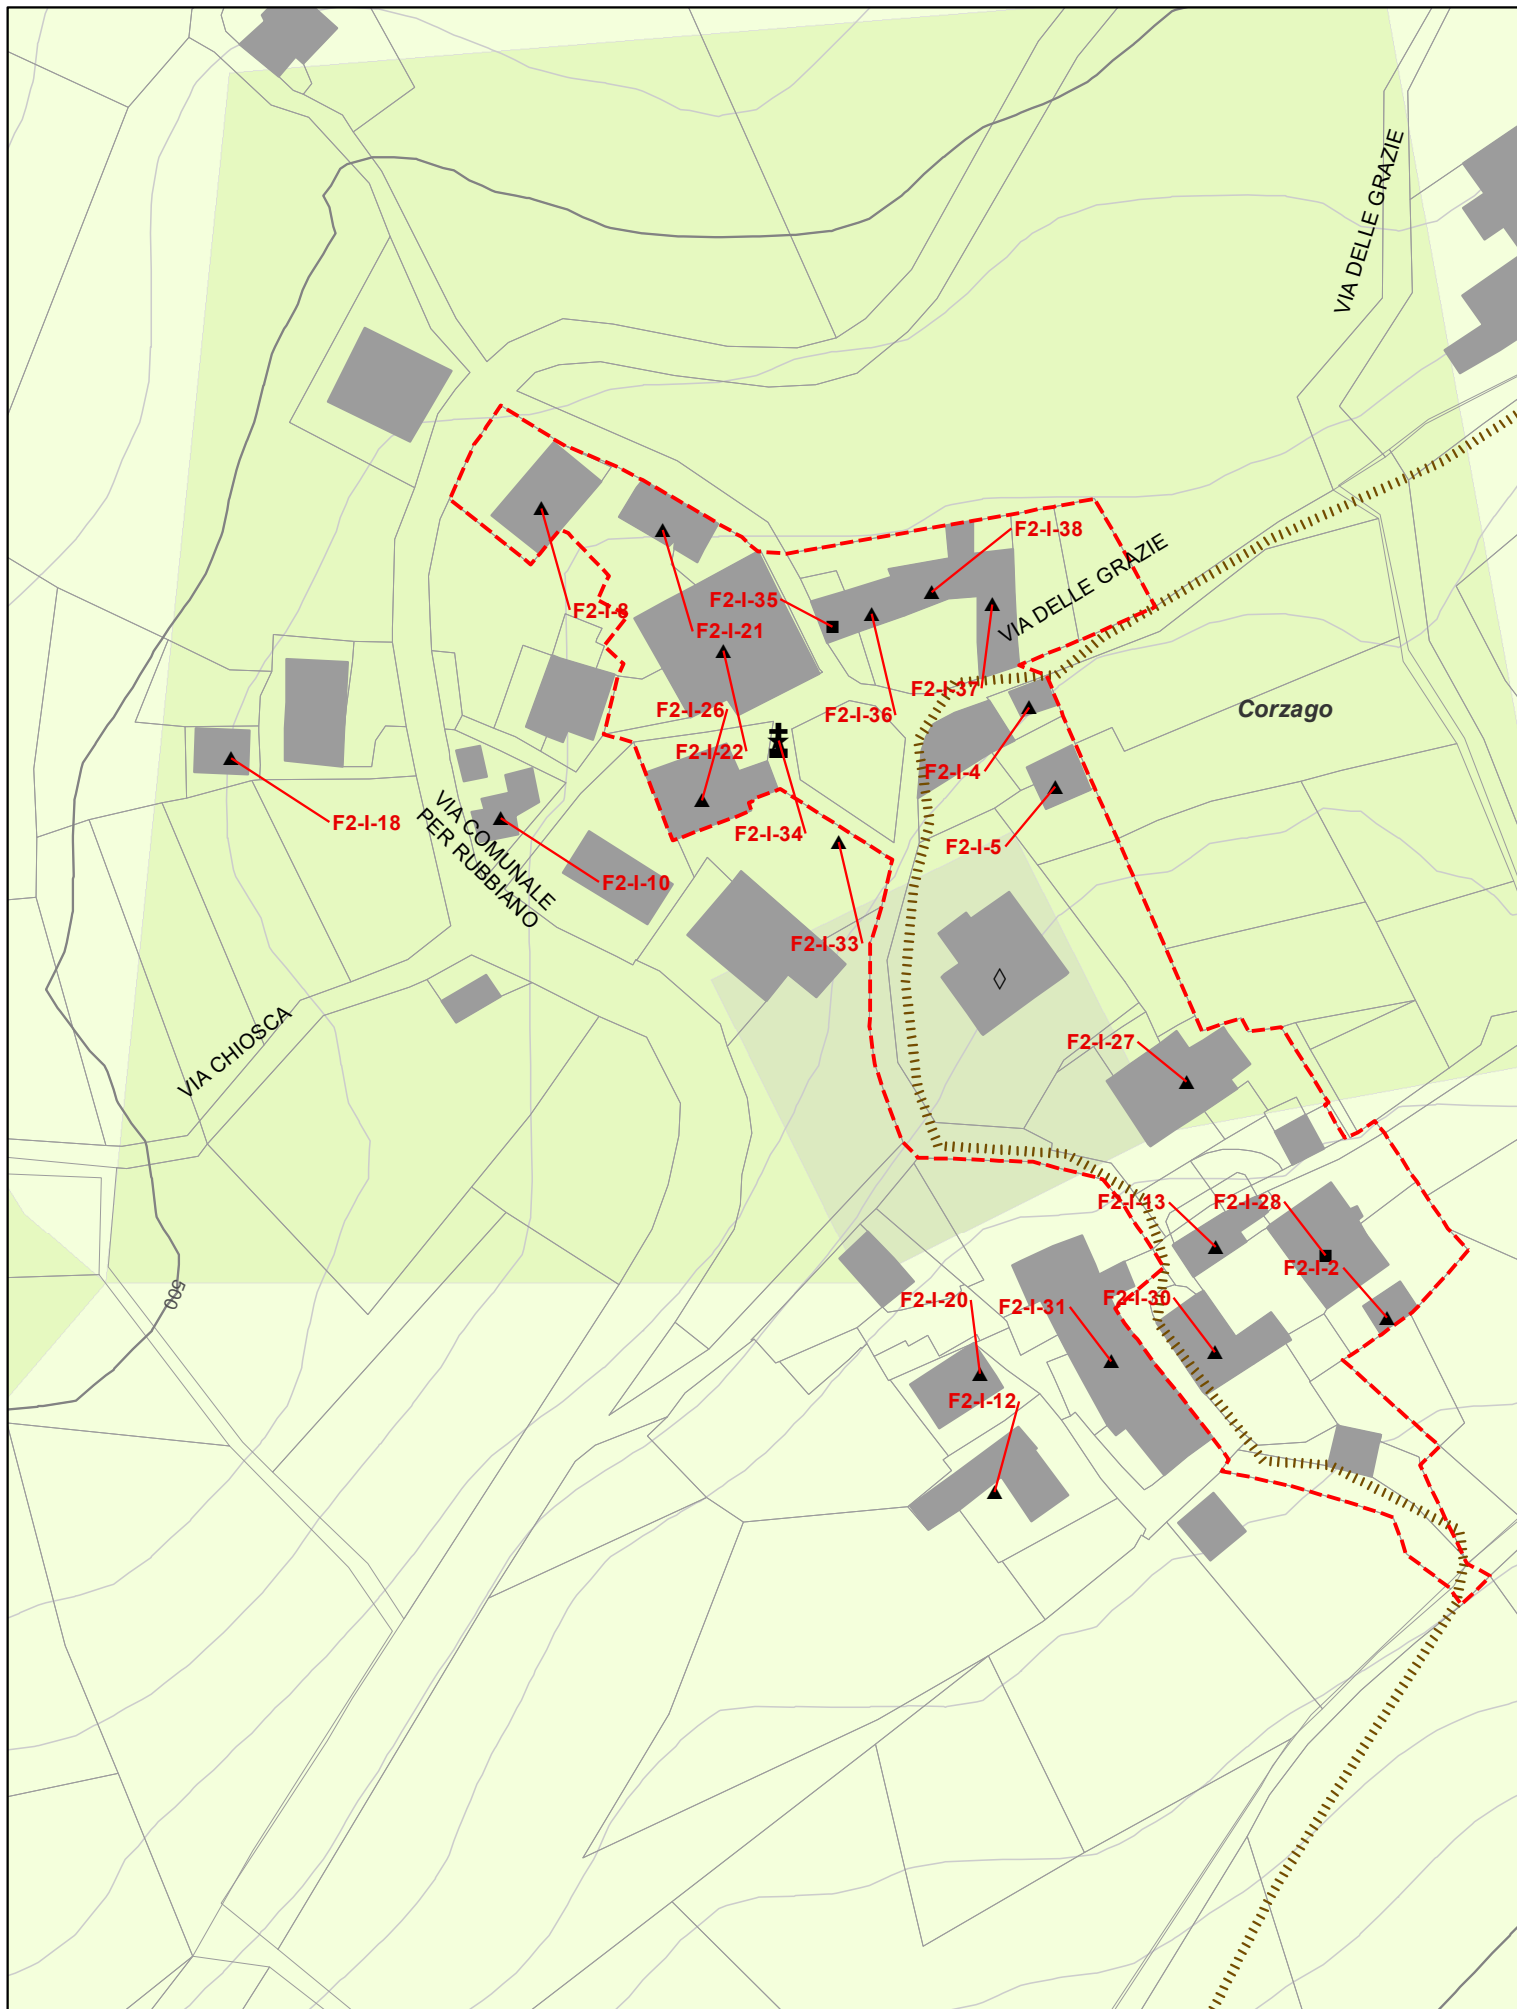 VIA DELLE GRAZIE
F2-I-38
VIA DELLE GRAZIE
F2-I-35
F2-I-8
F2-I-21
F2-I-37
F2-I-26
F2-I-36
Corzago
F2-I-22
F2-I-4
F2-I-18
F2-I-34
F2-I-5
VIA COMUNALE
PER RUBBIANO
F2-I-10
F2-I-33
VIA CHIOSCA
F2-I-27
F2-I-13
F2-I-28
F2-I-2
500
F2-I-20
F2-I-31
F2-I-30
F2-I-12